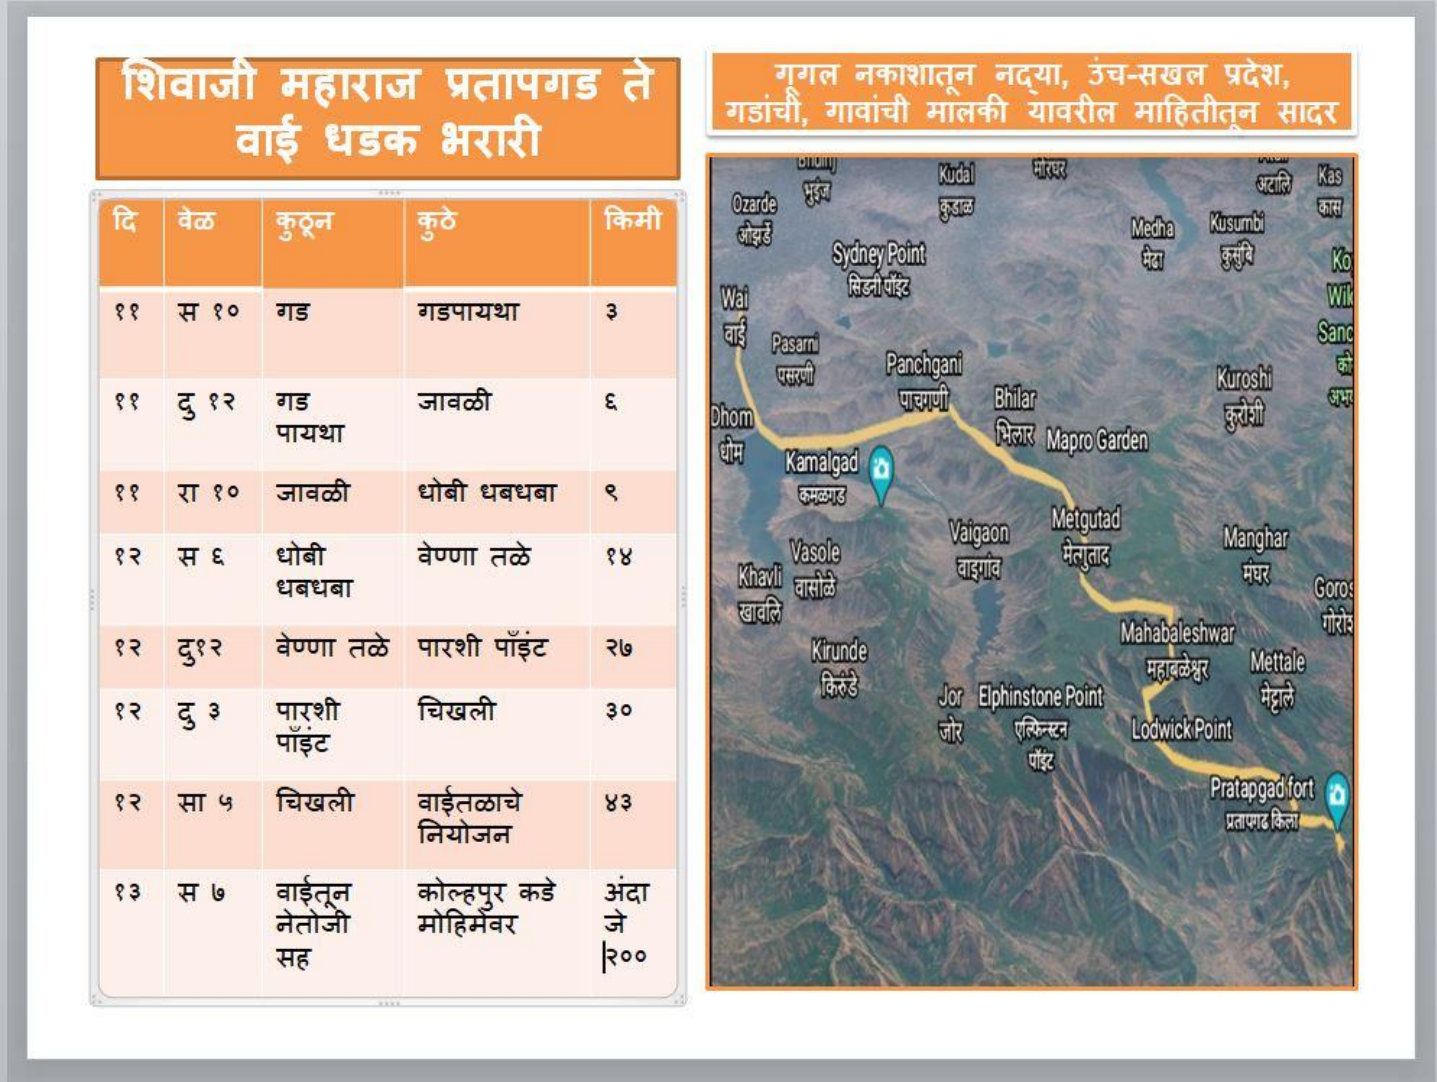 शिवाजी महाराज प्रतापगड ते
वाई धडक भरारी
दि वेळ कुठून कुठे किमी
११ स १० गड गडपायथा ३
११ दु १२ गड पायथा जावळी ६
११ रा १० जावळी धोबी धबधबा ९
१२ स ६ धोबी धबधबा वेण्णा तळे १४
१२ दु१२ वेण्णा तळे पारशी पॉइंट २७
१२ दु ३ पारशी पॉइंट चिखली ३०
१२ सा ५ चिखली वाईतळाचे नियोजन ४३
१३ स ७ वाईतून नेतोजी सह कोल्हपुर कडे मोहिमेवर अंदाजे २००
गूगल नकाशातून नद्या, उंच-सखल प्रदेश,
गडांची, गावांची मालकी यावरील माहितीतून सादर
भुइंज
Kudal
कुडाळ
मोरघर
अटालि
Kas
कास
Ozarde
ओझर्डे
Medha
मेढा
Kusumbi
कुसुंबि
Sydney Point
सिडनी पॉइंट
Wai
वाई
Pasarni
पसरणी
Panchgani
पाचगणी
Bhilar
भिलार
Mapro Garden
Kuroshi
कुरोशी
Dhom
धोम
Kamalgad
कमळगड
Metgutad
मेत्गुताद
Vaigaon
वाइगांव
Manghar
मंघर
Vasole
वासोळे
Khavli
खावलि
Mahabaleshwar
महाबळेश्वर
Kirunde
किरुंडे
Mettale
मेट्टाले
Jor
जोर
Elphinstone Point
एल्फिन्स्टन
पॉइंट
Lodwick Point
Pratapgad fort
प्रतापगढ किला